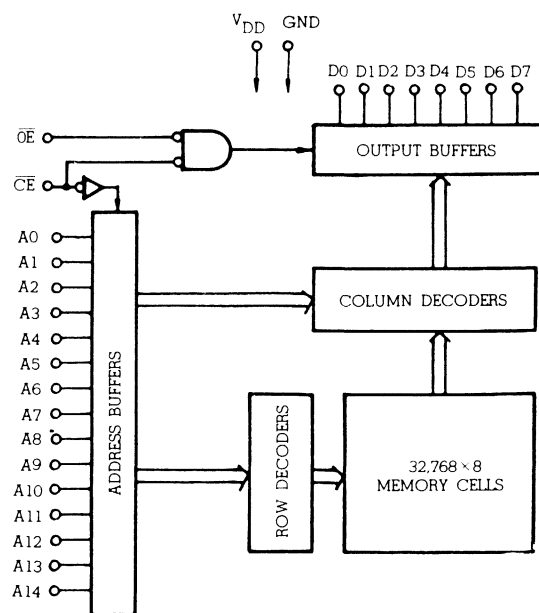 VDD GND
D0 D1 D2 D3 D4 D5 D6 D7
OE
OUTPUT BUFFERS
CE
A0
A1
A2
A3
A4
A5
A6
A7
A8
A9
A10
A11
A12
A13
A14
ADDRESS BUFFERS
COLUMN DECODERS
ROW DECODERS
32,768 × 8
MEMORY CELLS